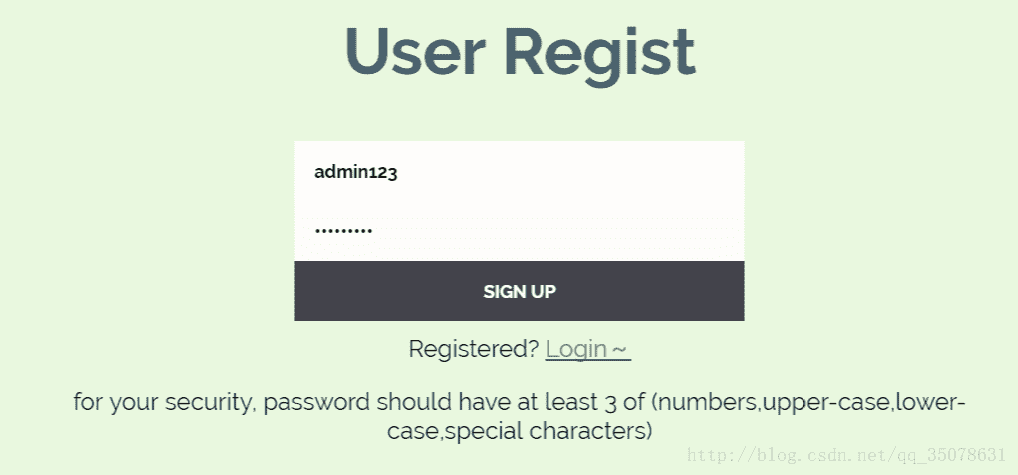 User Regist
admin123
•••••••••
SIGN UP
Registered? Login~
for your security, password should have at least 3 of (numbers,upper-case,lower-
case,special characters)
http://blog.csdn.net/qq_35078631